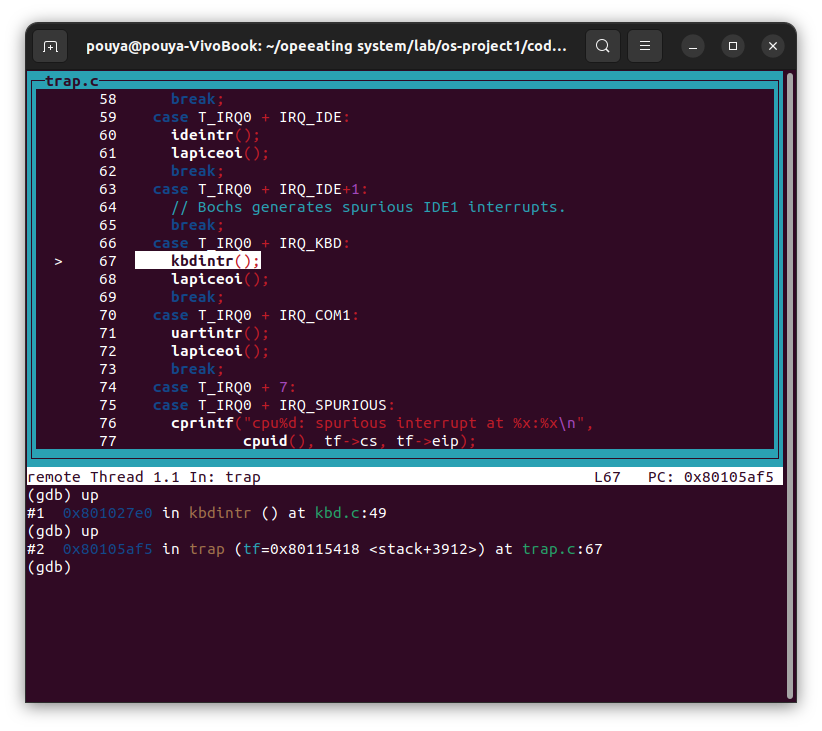 pouya@pouya-VivoBook: ~/opeeating system/lab/os-project1/cod...
trap.c
58 break;
59 case T_IRQ0 + IRQ_IDE:
60 ideintr();
61 lapiceoi();
62 break;
63 case T_IRQ0 + IRQ_IDE+1:
64 // Bochs generates spurious IDE1 interrupts.
65 break;
66 case T_IRQ0 + IRQ_KBD:
> 67 kbdintr();
68 lapiceoi();
69 break;
70 case T_IRQ0 + IRQ_COM1:
71 uartintr();
72 lapiceoi();
73 break;
74 case T_IRQ0 + 7:
75 case T_IRQ0 + IRQ_SPURIOUS:
76 cprintf("cpu%d: spurious interrupt at %x:%x\n",
77 cpuid(), tf->cs, tf->eip);
remote Thread 1.1 In: trap L67 PC: 0x80105af5
(gdb) up
#1 0x801027e0 in kbdintr () at kbd.c:49
(gdb) up
#2 0x80105af5 in trap (tf=0x80115418 <stack+3912>) at trap.c:67
(gdb)